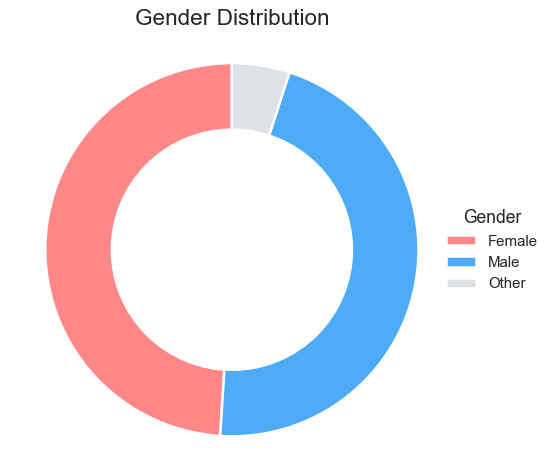 Gender Distribution
Gender
Female
Male
Other